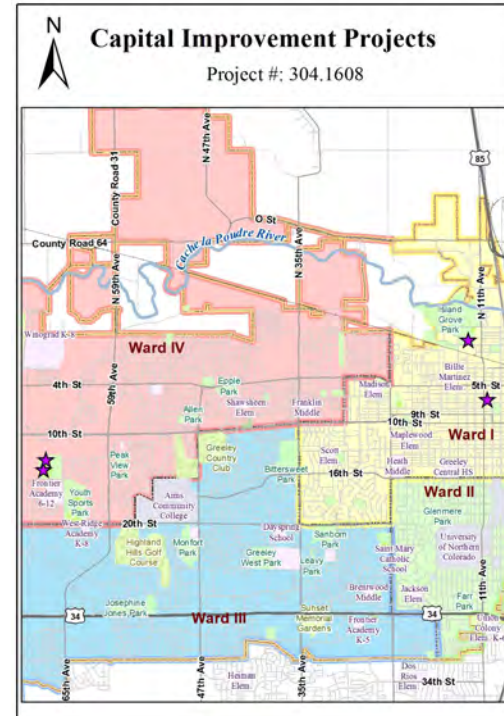 N
Capital Improvement Projects
Project #: 304.1608
N 47th Ave
County Road 31
85
O St
County Road 64
Cache la Poudre River
N 35th Ave
N 59th Ave
N 11th Ave
Island
Grove
Park
Winograd K-8
Ward IV
Billie
Martinez
Elem
4th St
59th Ave
Epple
Park
Shawsheen
Elem
Franklin
Middle
Madison
Elem
5th St
Allen
Park
9th St
10th St
10th St
Maplewood
Elem
Ward I
Peak
View
Park
Greeley
Country
Club
Bittersweet
Park
Scott
Elem
16th St
Heath
Middle
Greeley
Central HS
Frontier
Academy
6-12
Youth
Sports
Park
Aims
Community
College
Ward II
Glenmere
Park
West Ridge
Academy
K-8
20th St
Highland
Hills Golf
Course
Monfort
Park
Dayspring
School
Sanborn
Park
Saint Mary
Catholic
School
University
of Northern
Colorado
Greeley
West Park
Leavy
Park
11th Ave
Brentwood
Middle
Jackson
Elem
Farr
Park
Josephine
Jones Park
34
Ward III
Sunset
Memorial
Gardens
Frontier
Academy
K-5
34
Union
Colony
Elem
65th Ave
47th Ave
35th Ave
Heiman
Elem
Dos
Rios
Elem
34th St